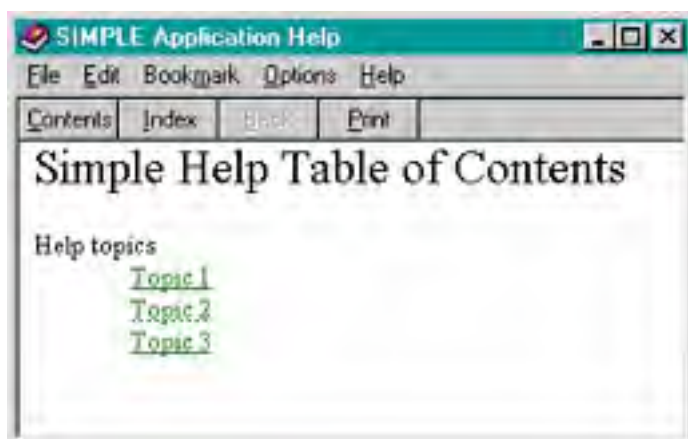 SIMPLE Application Help
File Edit Bookmark Options Help
Contents Index Back Print
Simple Help Table of Contents
Help topics
Topic 1
Topic 2
Topic 3